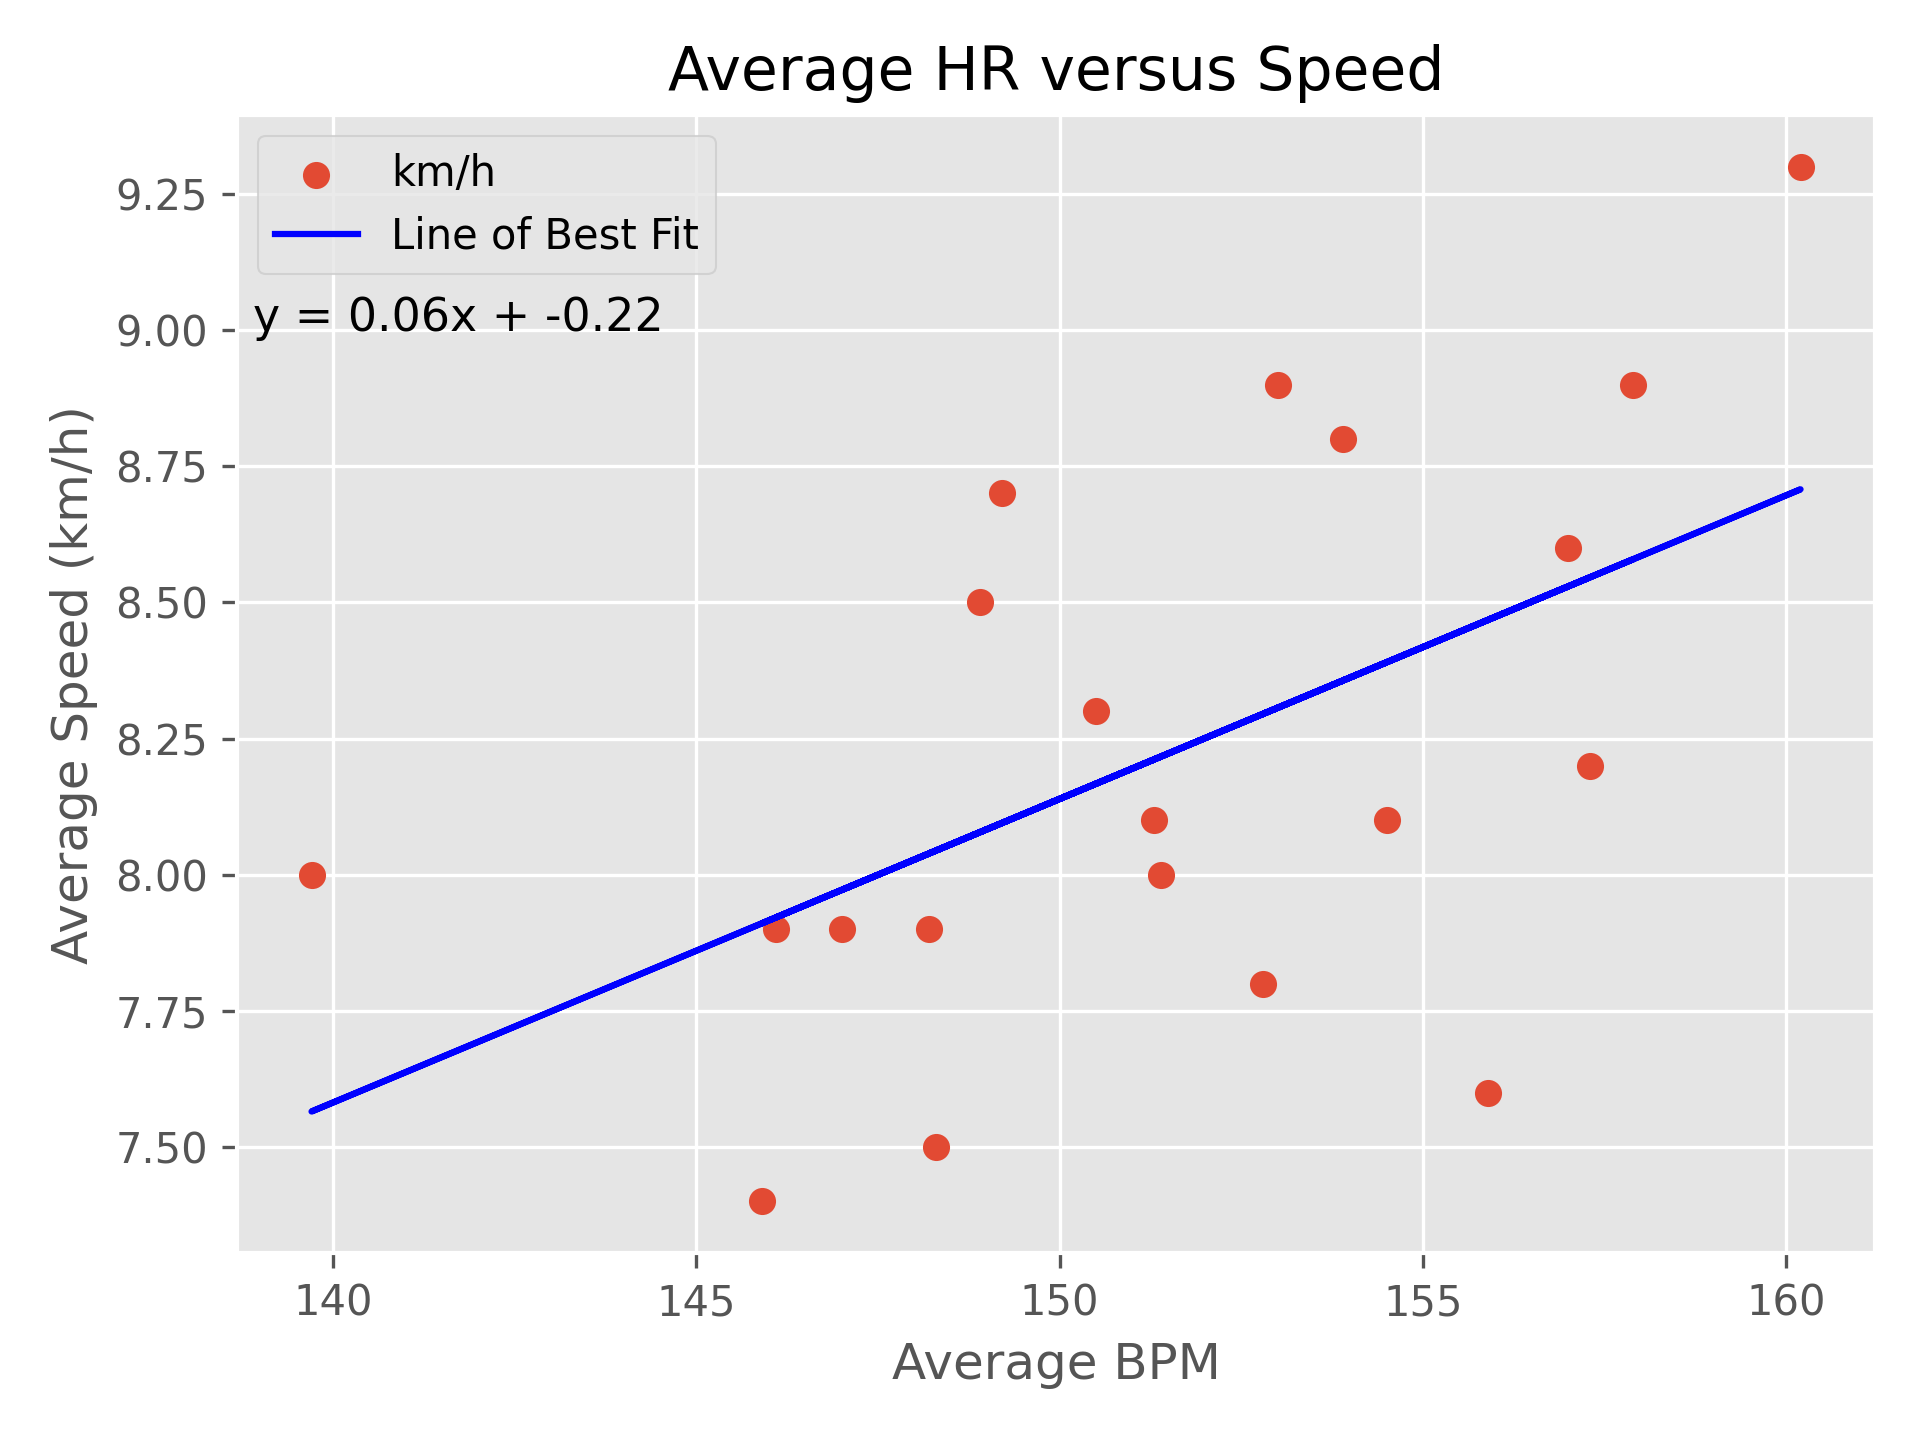 Average HR versus Speed
km/h
Line of Best Fit
y = 0.06x + -0.22
9.25
9.00
8.75
8.50
8.25
8.00
7.75
7.50
Average Speed (km/h)
140 145 150 155 160
Average BPM